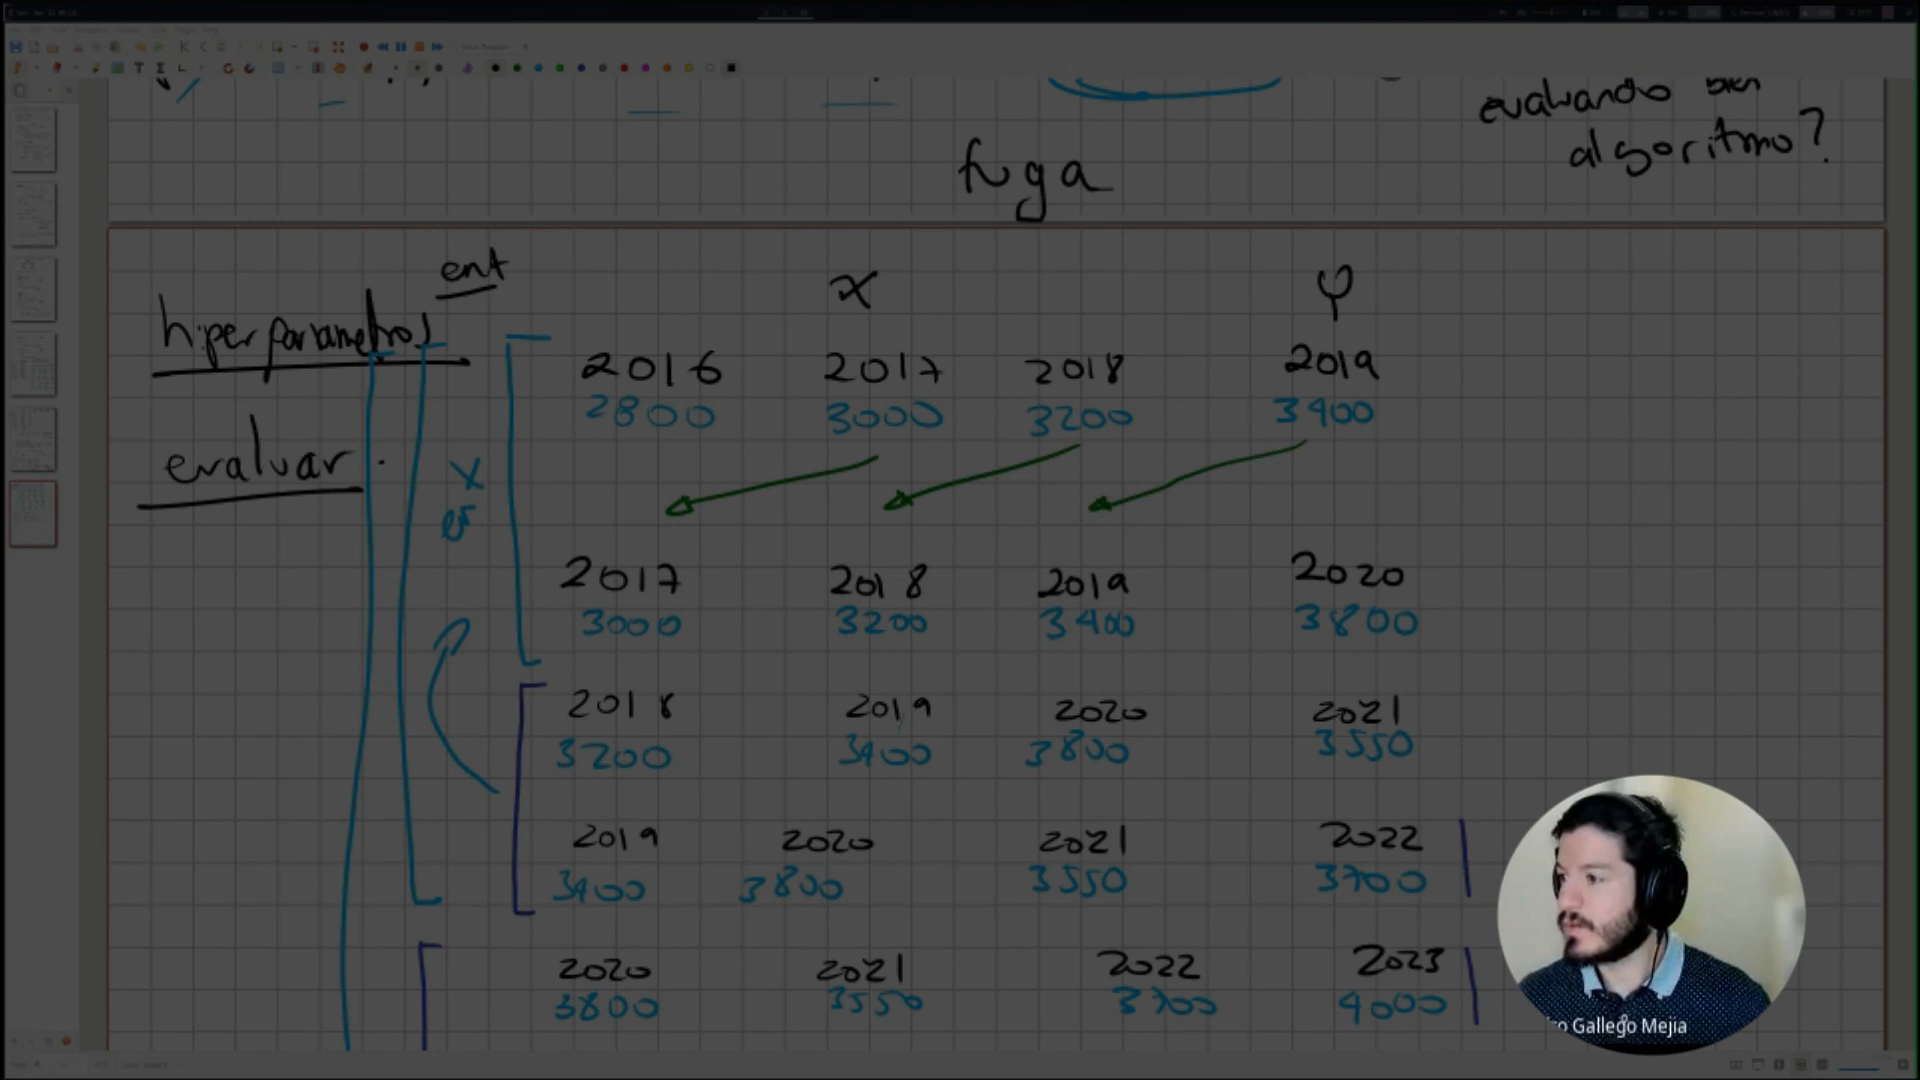 evaluando bien
algoritmo?
fuga
ent
x y
hiperparametros
2016 2017 2018 2019
2800 3000 3200 3400
evaluar.
2017 2018 2019 2020
3000 3200 3400 3800
2018 2019 2020 2021
3200 3400 3800 3550
2019 2020 2021 2022
3400 3800 3550 3700
2020 2021 2022 2023
3800 3550 3700 4000
Gallego Mejia